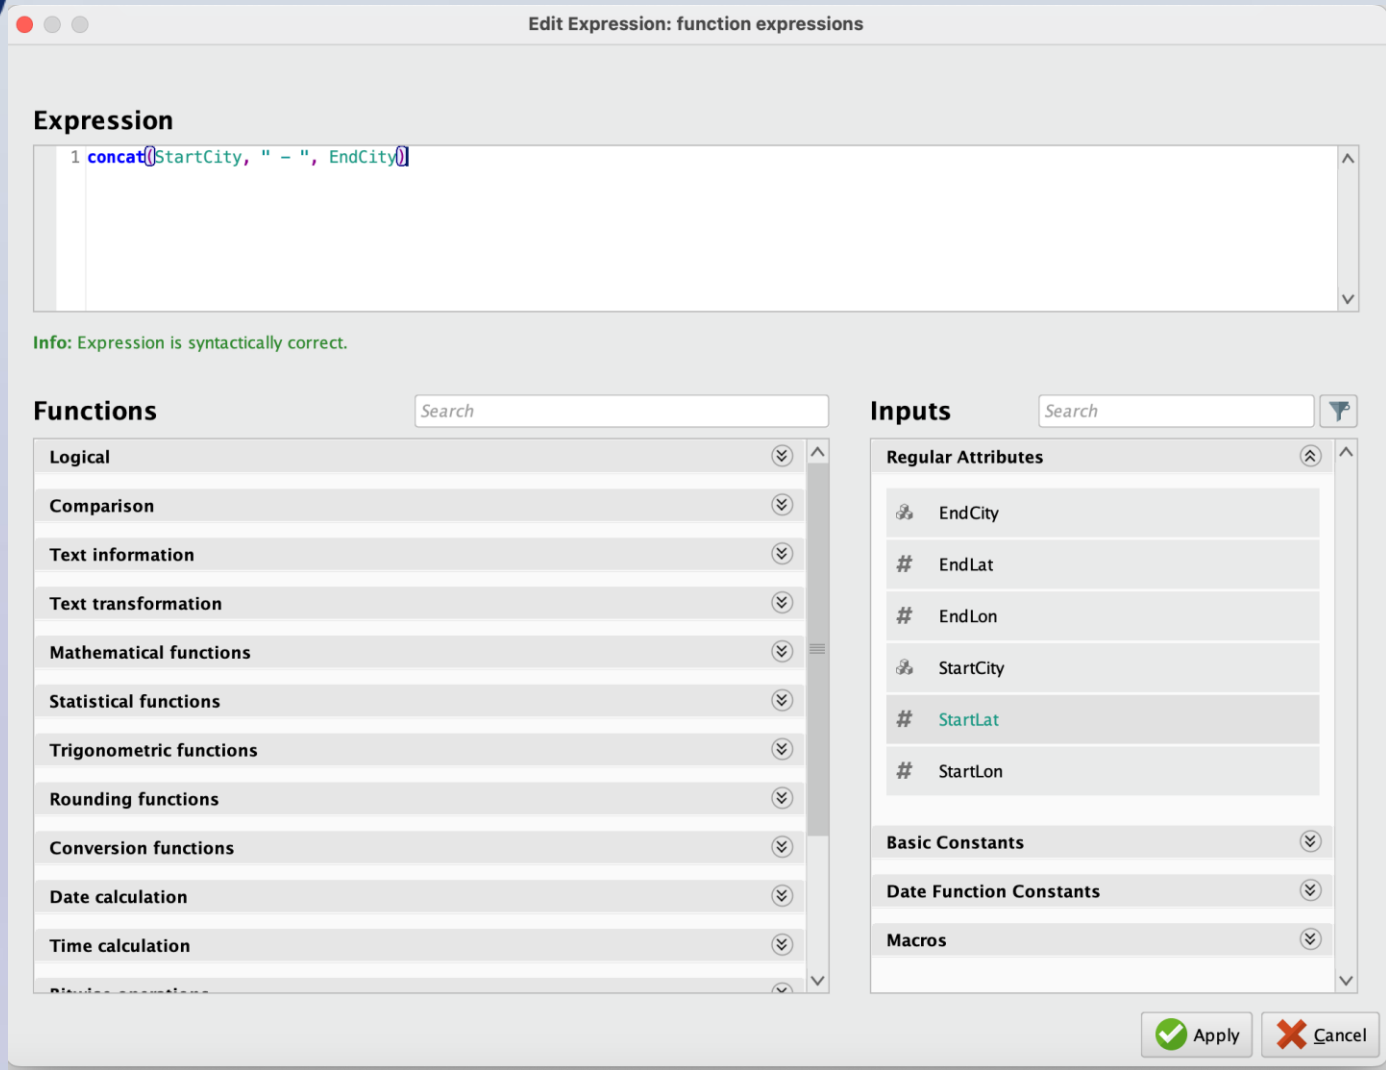 Edit Expression: function expressions
Expression
1 concat(StartCity, " – ", EndCity)
Info: Expression is syntactically correct.
Functions
Search
Logical
Comparison
Text information
Text transformation
Mathematical functions
Statistical functions
Trigonometric functions
Rounding functions
Conversion functions
Date calculation
Time calculation
Bitwise operations
Inputs
Search
Regular Attributes
EndCity
# EndLat
# EndLon
StartCity
# StartLat
# StartLon
Basic Constants
Date Function Constants
Macros
Apply
Cancel